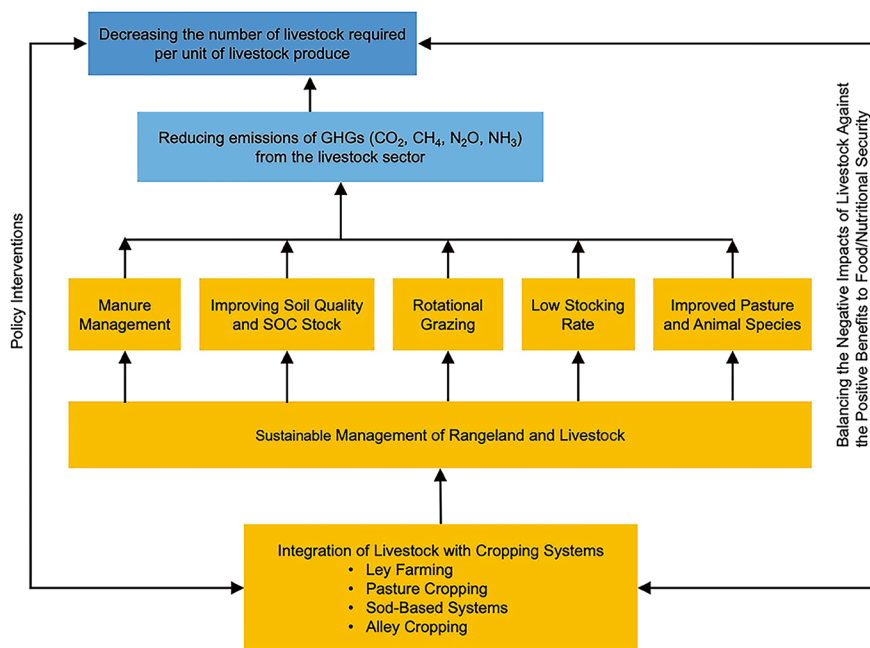 Decreasing the number of livestock required
per unit of livestock produce
Reducing emissions of GHGs (CO₂, CH₄, N₂O, NH₃)
from the livestock sector
Manure
Management
Improving Soil Quality
and SOC Stock
Rotational
Grazing
Low Stocking
Rate
Improved Pasture
and Animal Species
Sustainable Management of Rangeland and Livestock
Integration of Livestock with Cropping Systems
• Ley Farming
• Pasture Cropping
• Sod-Based Systems
• Alley Cropping
Policy Interventions
Balancing the Negative Impacts of Livestock Against
the Positive Benefits to Food/Nutritional Security